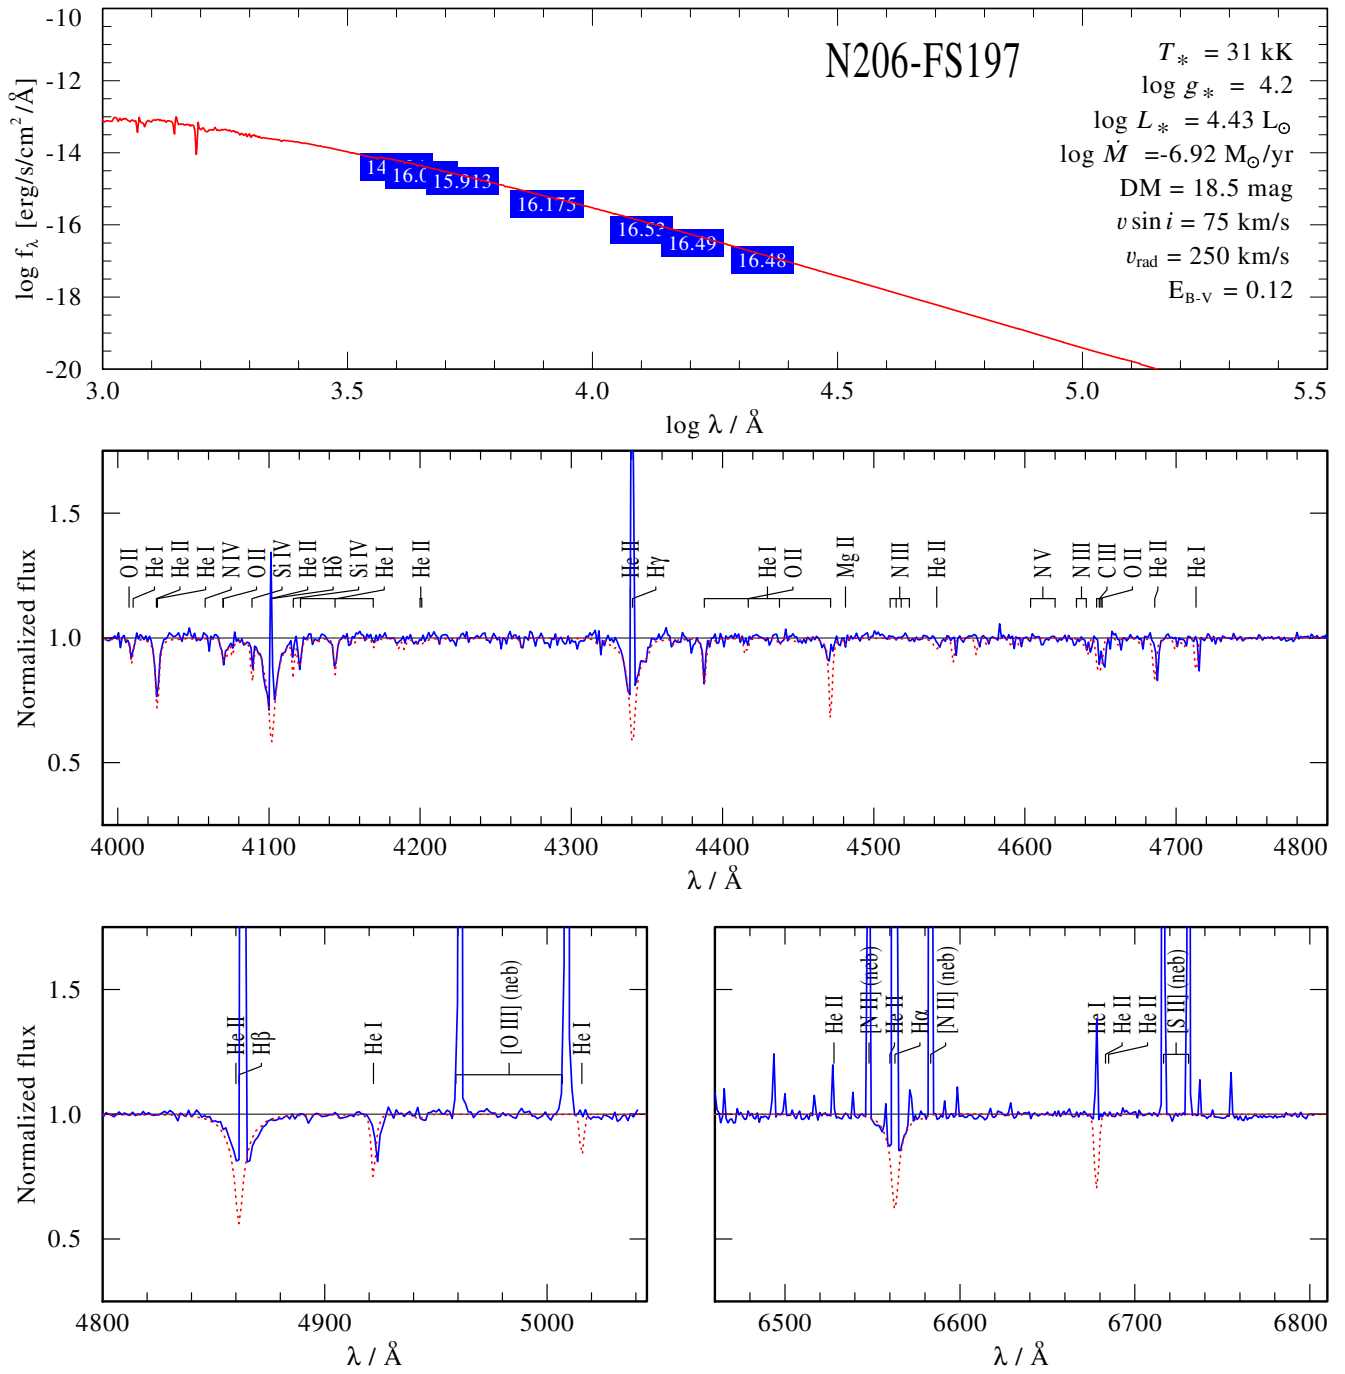 N206-FS197
T* = 31 kK
log g* = 4.2
log L* = 4.43 L⊙
log Ṁ =-6.92 M⊙/yr
DM = 18.5 mag
v sin i = 75 km/s
v_rad = 250 km/s
E_B-V = 0.12
-10
-12
-14
-16
-18
-20
log f_λ [erg/s/cm²/Å]
15.913
16.175
16.53
16.49
16.48
3.0 3.5 4.0 4.5 5.0 5.5
log λ / Å
Normalized flux
1.5
1.0
0.5
O II
He I
He II
He I
N IV
O II
Si IV
He II
Hδ
Si IV
He I
He II
He II
Hγ
He I
O II
Mg II
N III
He II
N V
N III
C III
O II
He II
He I
4000 4100 4200 4300 4400 4500 4600 4700 4800
λ / Å
Normalized flux
1.5
1.0
0.5
He II
Hβ
He I
[O III] (neb)
He I
4800 4900 5000
λ / Å
He II
[N II] (neb)
He II
Hα
[N II] (neb)
He I
He II
He II
[S II] (neb)
6500 6600 6700 6800
λ / Å